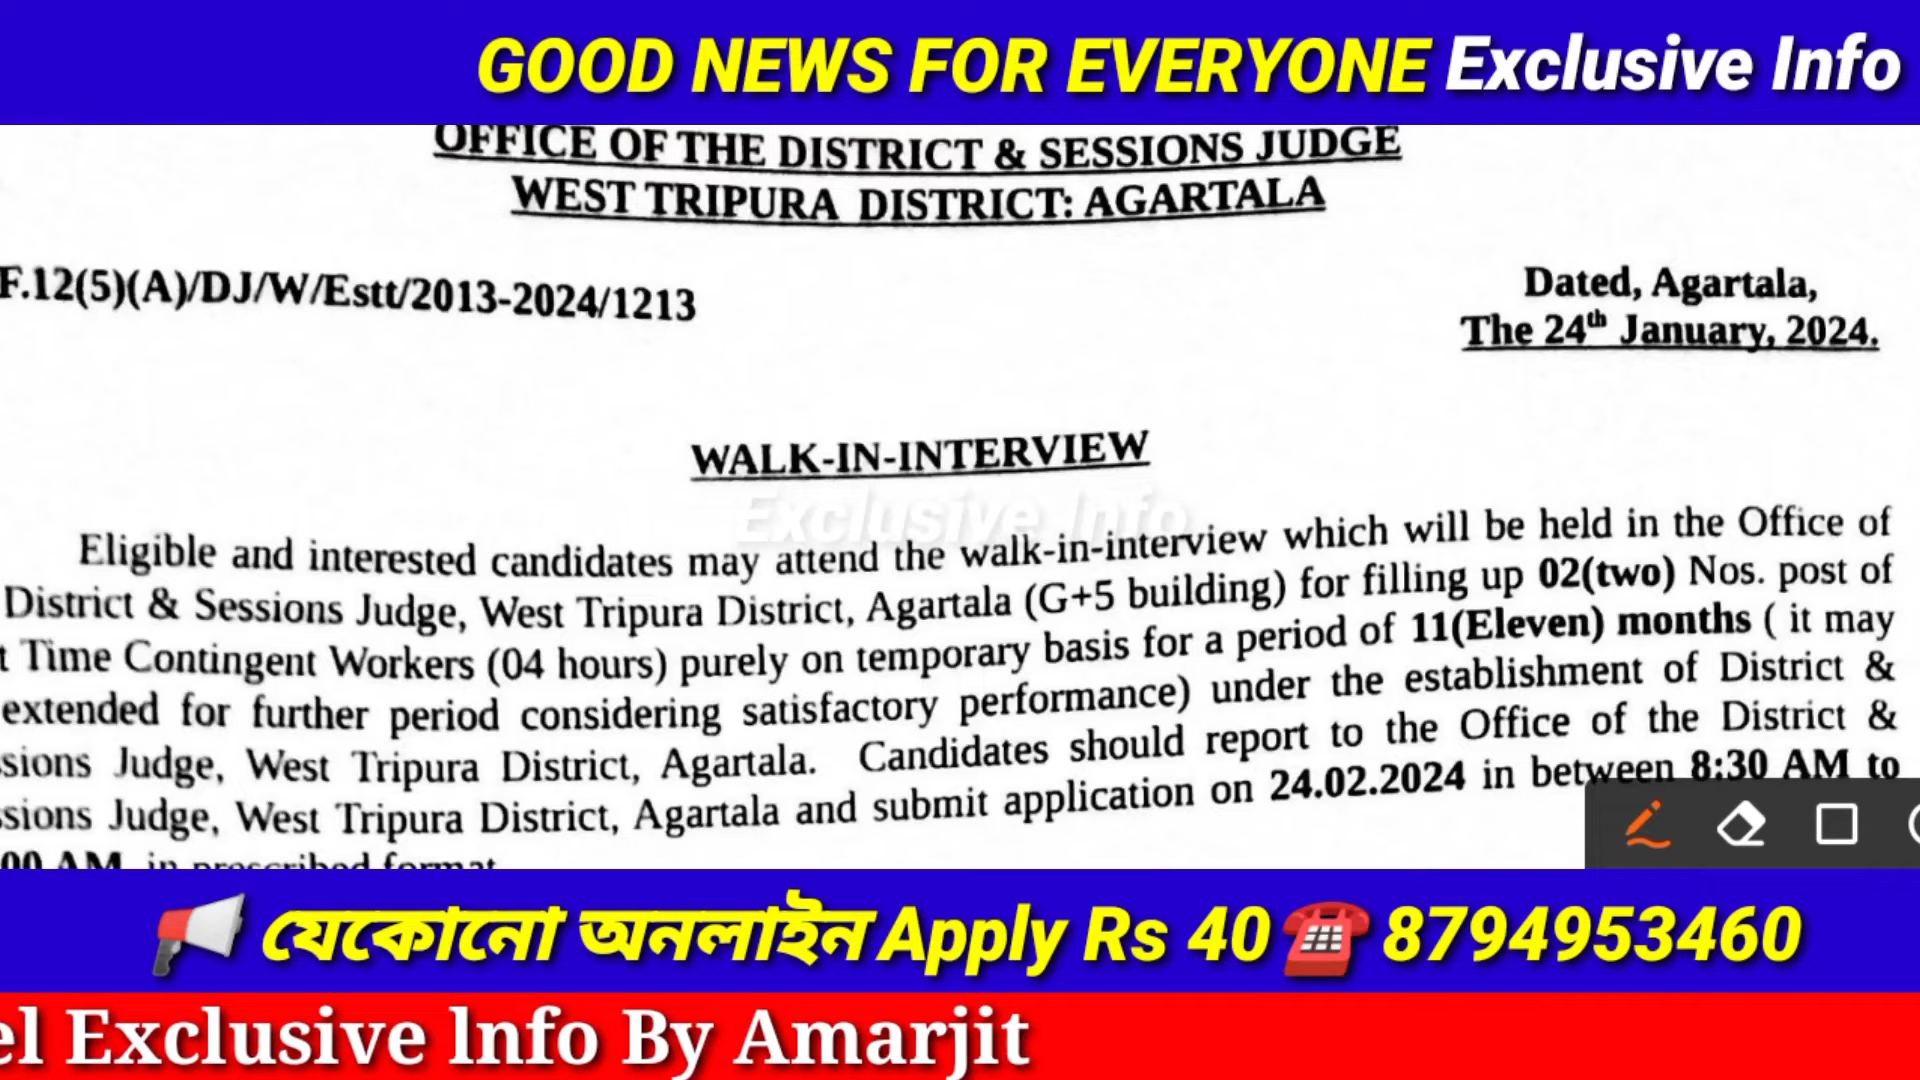 GOOD NEWS FOR EVERYONE Exclusive Info
OFFICE OF THE DISTRICT & SESSIONS JUDGE
WEST TRIPURA DISTRICT: AGARTALA
F.12(5)(A)/DJ/W/Estt/2013-2024/1213
Dated, Agartala,
The 24th January, 2024.
WALK-IN-INTERVIEW
Exclusive Info
Eligible and interested candidates may attend the walk-in-interview which will be held in the Office of
District & Sessions Judge, West Tripura District, Agartala (G+5 building) for filling up 02(two) Nos. post of
t Time Contingent Workers (04 hours) purely on temporary basis for a period of 11(Eleven) months ( it may
extended for further period considering satisfactory performance) under the establishment of District &
sions Judge, West Tripura District, Agartala. Candidates should report to the Office of the District &
ssions Judge, West Tripura District, Agartala and submit application on 24.02.2024 in between 8:30 AM to
00 AM in prescribed format
যেকোনো অনলাইন Apply Rs 40 8794953460
el Exclusive lnfo By Amarjit